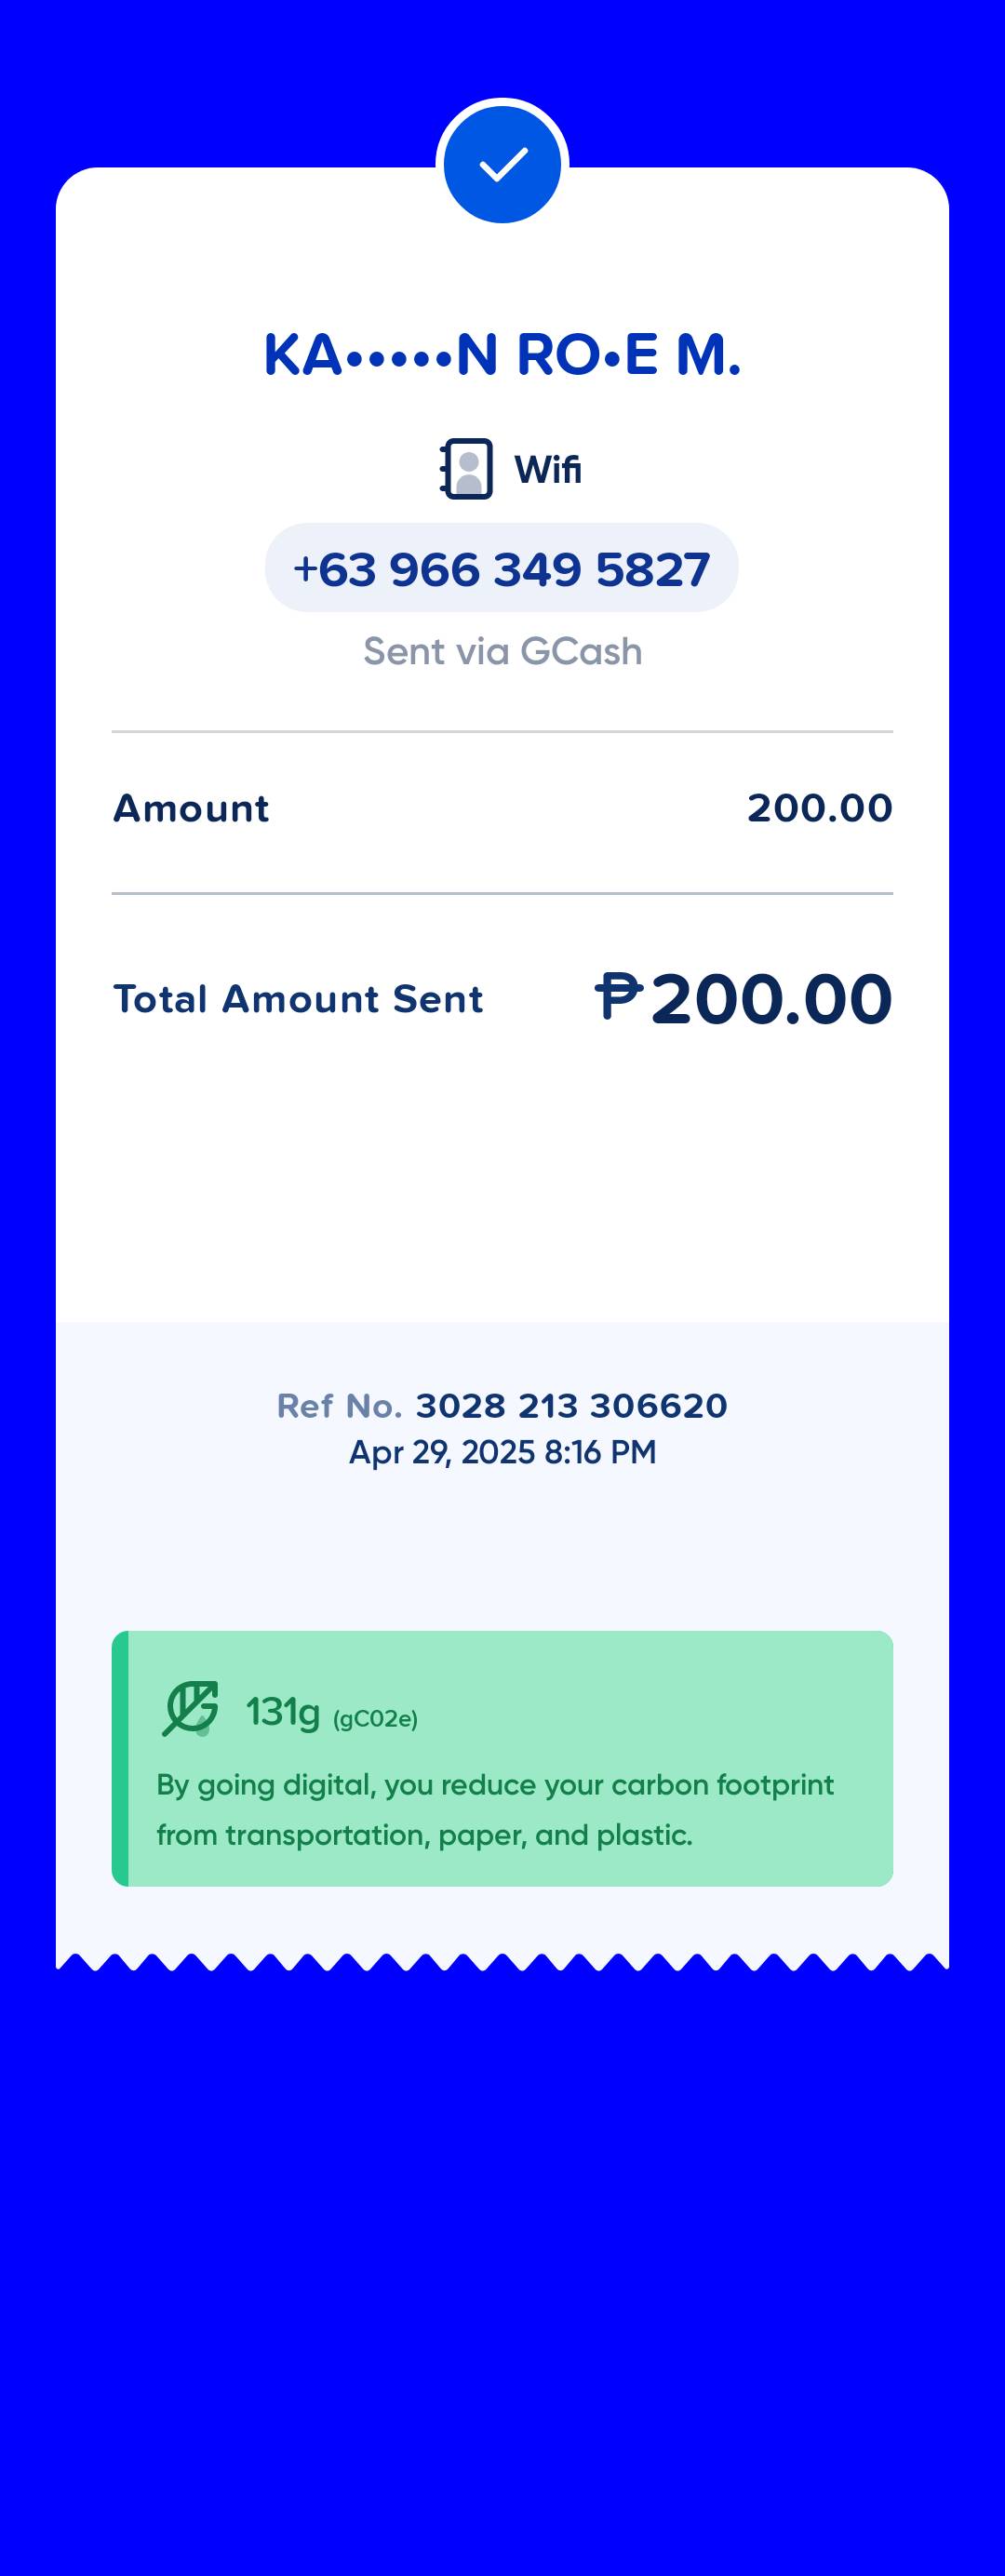 KA•••••N RO•E M.
Wifi
+63 966 349 5827
Sent via GCash
Amount 200.00
Total Amount Sent ₱200.00
Ref No. 3028 213 306620
Apr 29, 2025 8:16 PM
131g (gC02e)
By going digital, you reduce your carbon footprint
from transportation, paper, and plastic.